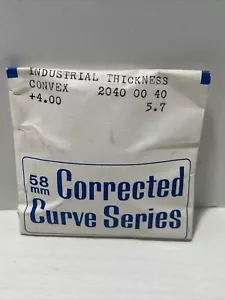 INDUSTRIAL THICKNESS
CONVEX 2040 00 40
+4.00 5.7
58 mm Corrected
Curve Series